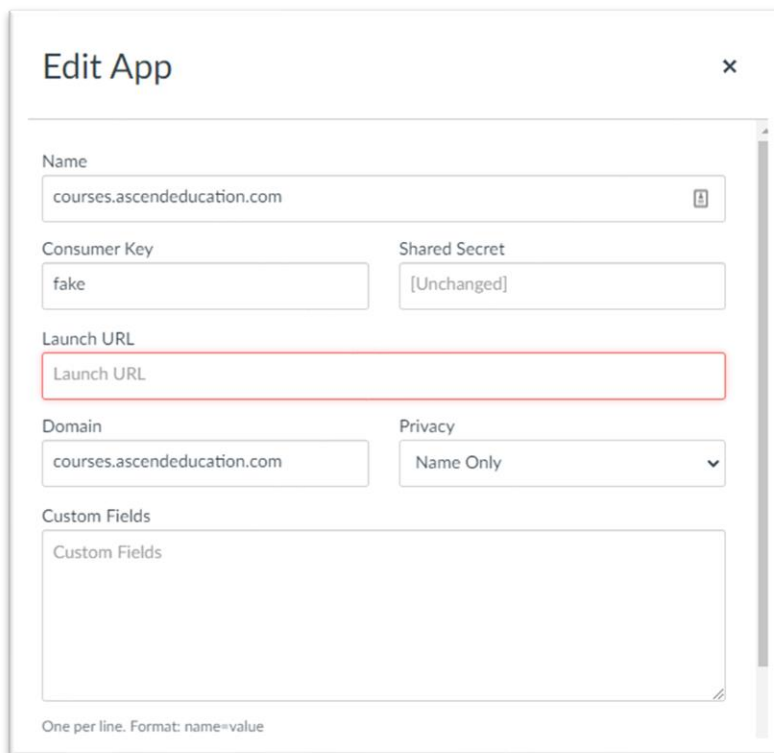 Edit App
×
Name
courses.ascendeducation.com
Consumer Key
Shared Secret
fake
[Unchanged]
Launch URL
Launch URL
Domain
Privacy
courses.ascendeducation.com
Name Only
Custom Fields
Custom Fields
One per line. Format: name=value